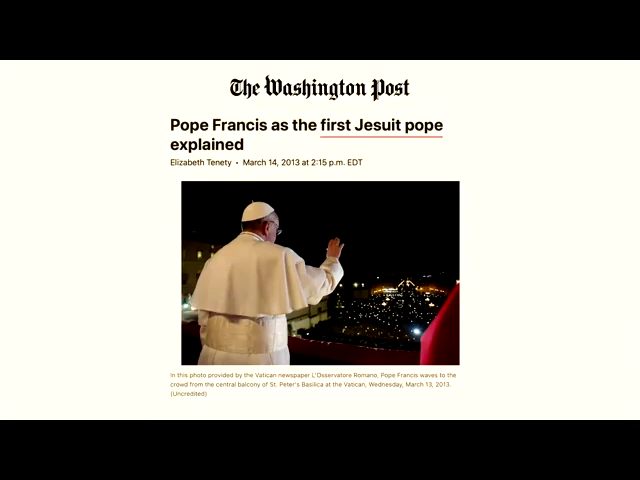 The Washington Post
Pope Francis as the first Jesuit pope
explained
Elizabeth Tenety • March 14, 2013 at 2:15 p.m. EDT
In this photo provided by the Vatican newspaper L'Osservatore Romano, Pope Francis waves to the
crowd from the central balcony of St. Peter's Basilica at the Vatican, Wednesday, March 13, 2013.
(Uncredited)